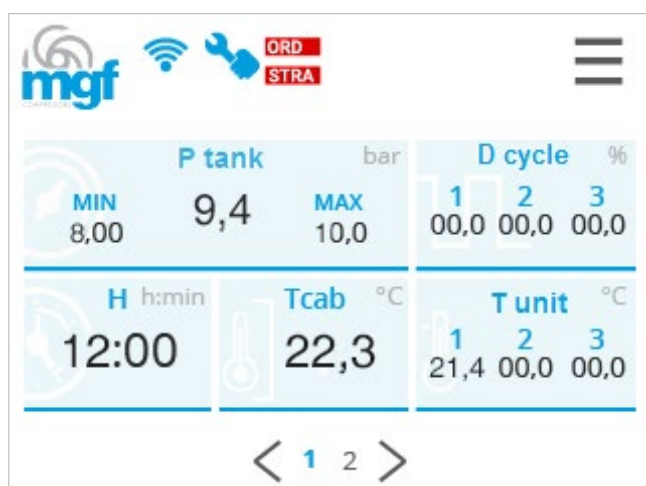 mgf
ORD
STRA
P tank bar
MIN 9,4 MAX
8,00 10,0
D cycle %
1 2 3
00,0 00,0 00,0
H h:min
12:00
Tcab °C
22,3
T unit °C
1 2 3
21,4 00,0 00,0
1 2